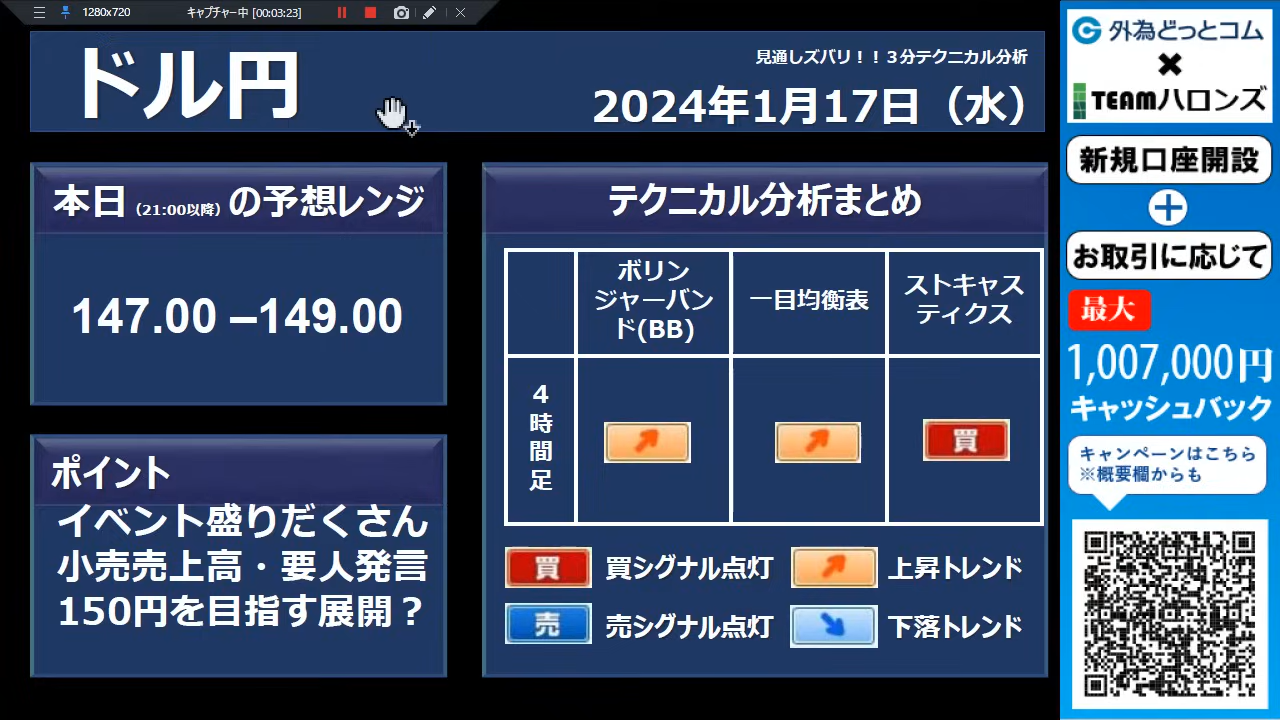 1280x720
キャプチャー中 [00:03:23]
ドル円
見通しズバリ！！３分テクニカル分析
2024年1月17日（水）
本日（21:00以降）の予想レンジ
147.00 –149.00
ポイント
イベント盛りだくさん
小売売上高・要人発言
150円を目指す展開？
テクニカル分析まとめ
ボリン
ジャーバン
ド(BB)
一目均衡表
ストキャス
ティクス
４
時
間
足
買
買
買シグナル点灯
上昇トレンド
売
売シグナル点灯
下落トレンド
外為どっとコム
×
TEAMハロンズ
新規口座開設
+
お取引に応じて
最大
1,007,000円
キャッシュバック
キャンペーンはこちら
※概要欄からも